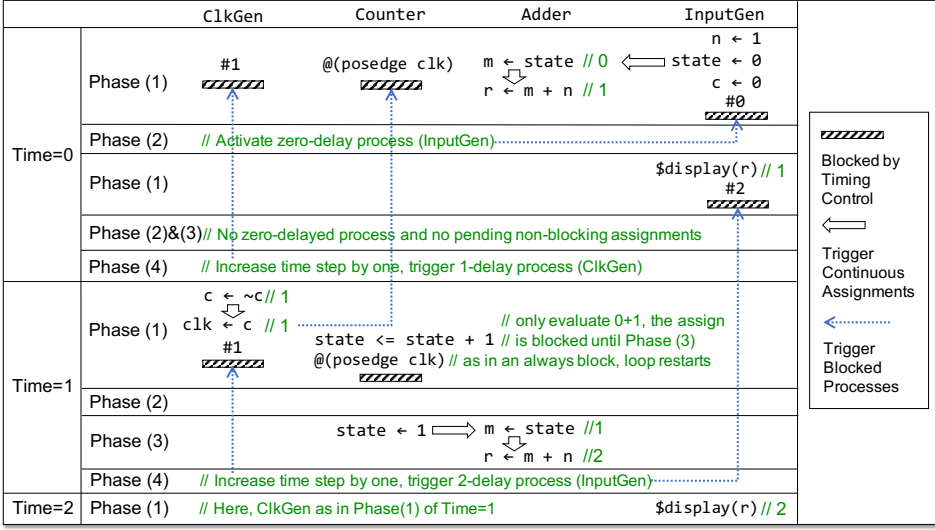 ClkGen Counter Adder InputGen
n ← 1
#1 @(posedge clk) m ← state // 0 state ← 0
Phase (1) r ← m + n // 1 c ← 0
#0
Phase (2) // Activate zero-delay process (InputGen)
Time=0
Phase (1) $display(r) // 1
#2
Phase (2)&(3) // No zero-delayed process and no pending non-blocking assignments
Phase (4) // Increase time step by one, trigger 1-delay process (ClkGen)
c ← ~c // 1
Phase (1) clk ← c // 1 // only evaluate 0+1, the assign
state <= state + 1 // is blocked until Phase (3)
#1 @(posedge clk) // as in an always block, loop restarts
Time=1
Phase (2)
Phase (3) state ← 1 m ← state //1
r ← m + n //2
Phase (4) // Increase time step by one, trigger 2-delay process (InputGen)
Time=2 Phase (1) // Here, ClkGen as in Phase(1) of Time=1 $display(r) // 2
Blocked by
Timing
Control
Trigger
Continuous
Assignments
Trigger
Blocked
Processes